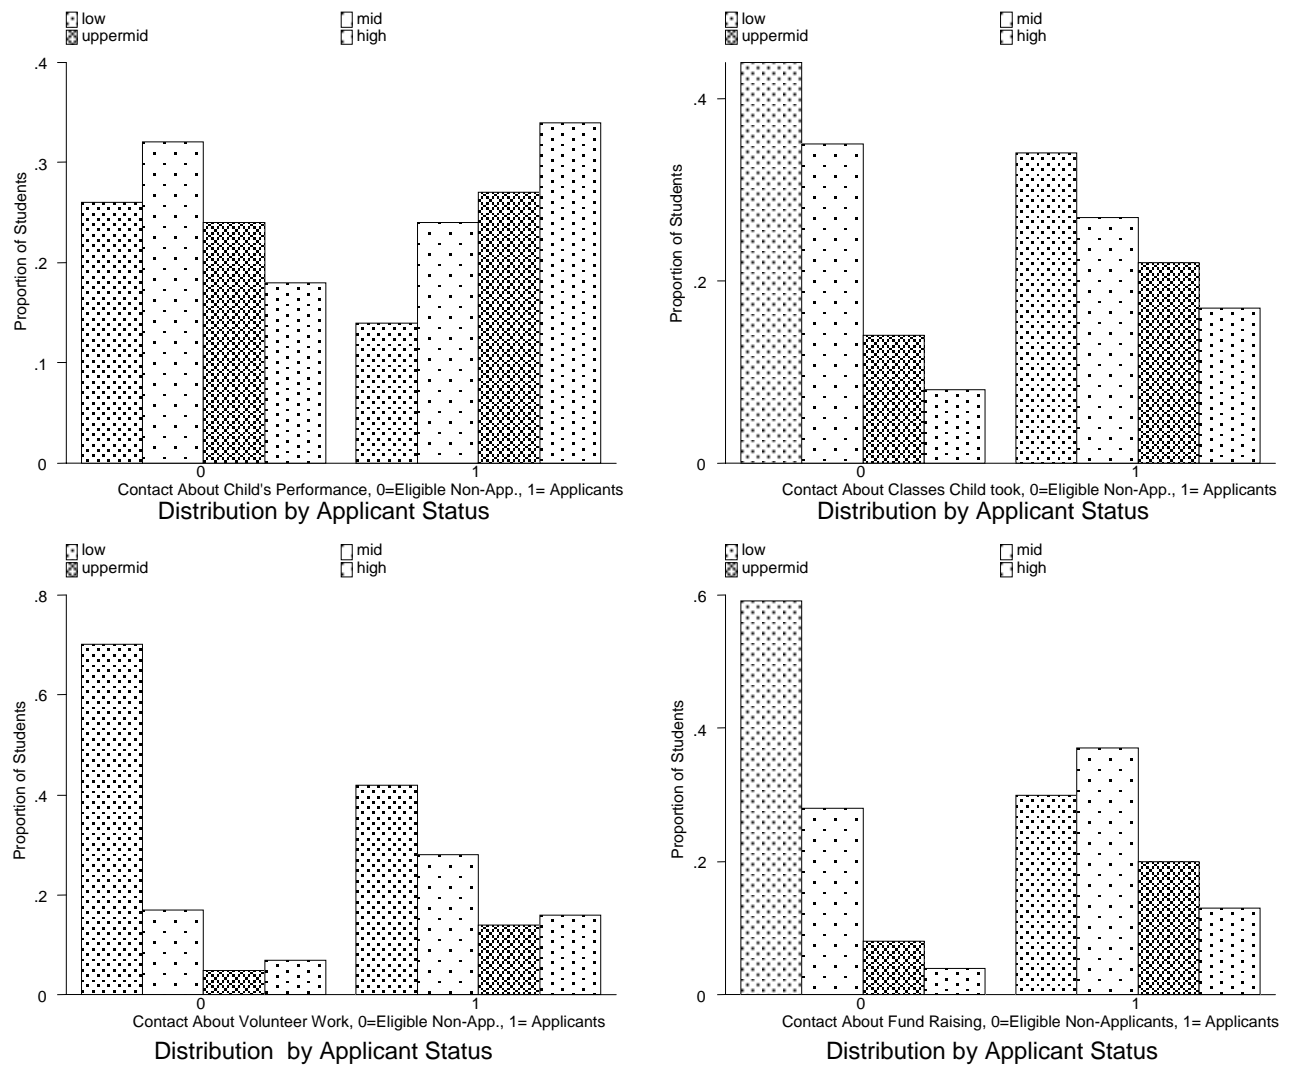 low mid
uppermid high
.4
.3
.2
.1
0
Proportion of Students
0 1
Contact About Child's Performance, 0=Eligible Non-App., 1= Applicants
Distribution by Applicant Status
low mid
uppermid high
.4
.2
0
Proportion of Students
0 1
Contact About Classes Child took, 0=Eligible Non-App., 1= Applicants
Distribution by Applicant Status
low mid
uppermid high
.8
.6
.4
.2
0
Proportion of Students
0 1
Contact About Volunteer Work, 0=Eligible Non-App., 1= Applicants
Distribution by Applicant Status
low mid
uppermid high
.6
.4
.2
0
Proportion of Students
0 1
Contact About Fund Raising, 0=Eligible Non-Applicants, 1= Applicants
Distribution by Applicant Status